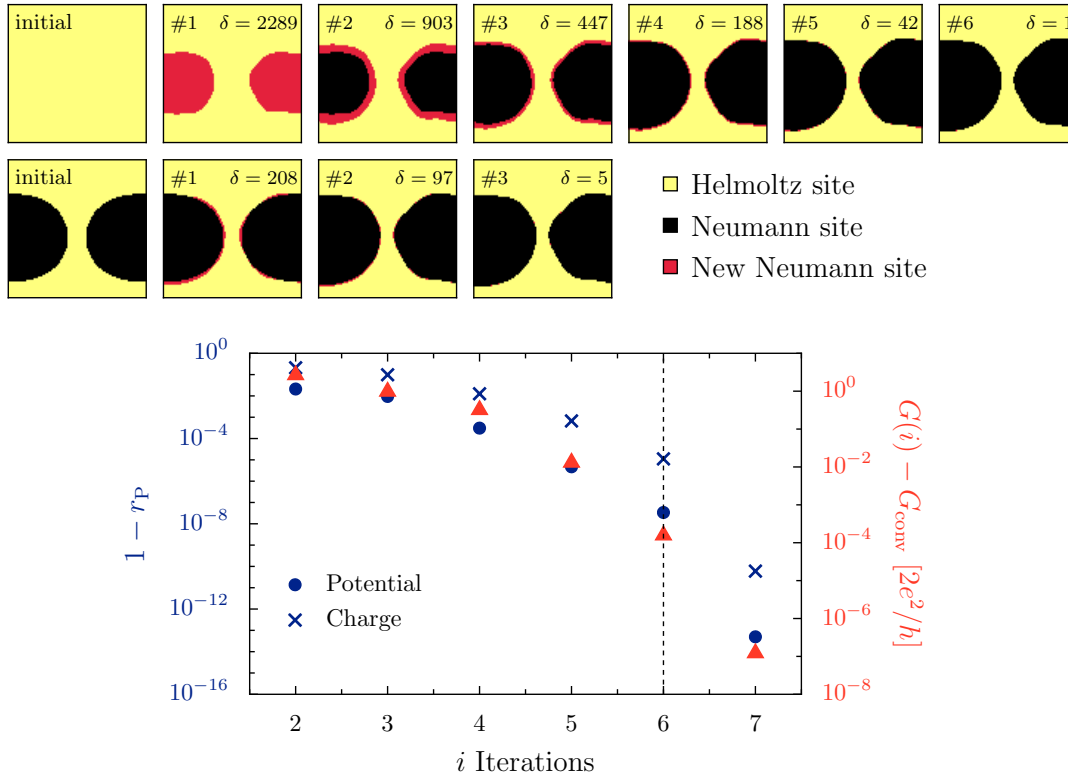 initial
#1 δ = 2289
#2 δ = 903
#3 δ = 447
#4 δ = 188
#5 δ = 42
#6 δ = 1
initial
#1 δ = 208
#2 δ = 97
#3 δ = 5
Helmoltz site
Neumann site
New Neumann site
10^0
10^-4
10^-8
10^-12
10^-16
1 − r_P
Potential
Charge
10^0
10^-2
10^-4
10^-6
10^-8
G(i) − G_conv [2e^2/h]
2 3 4 5 6 7
i Iterations